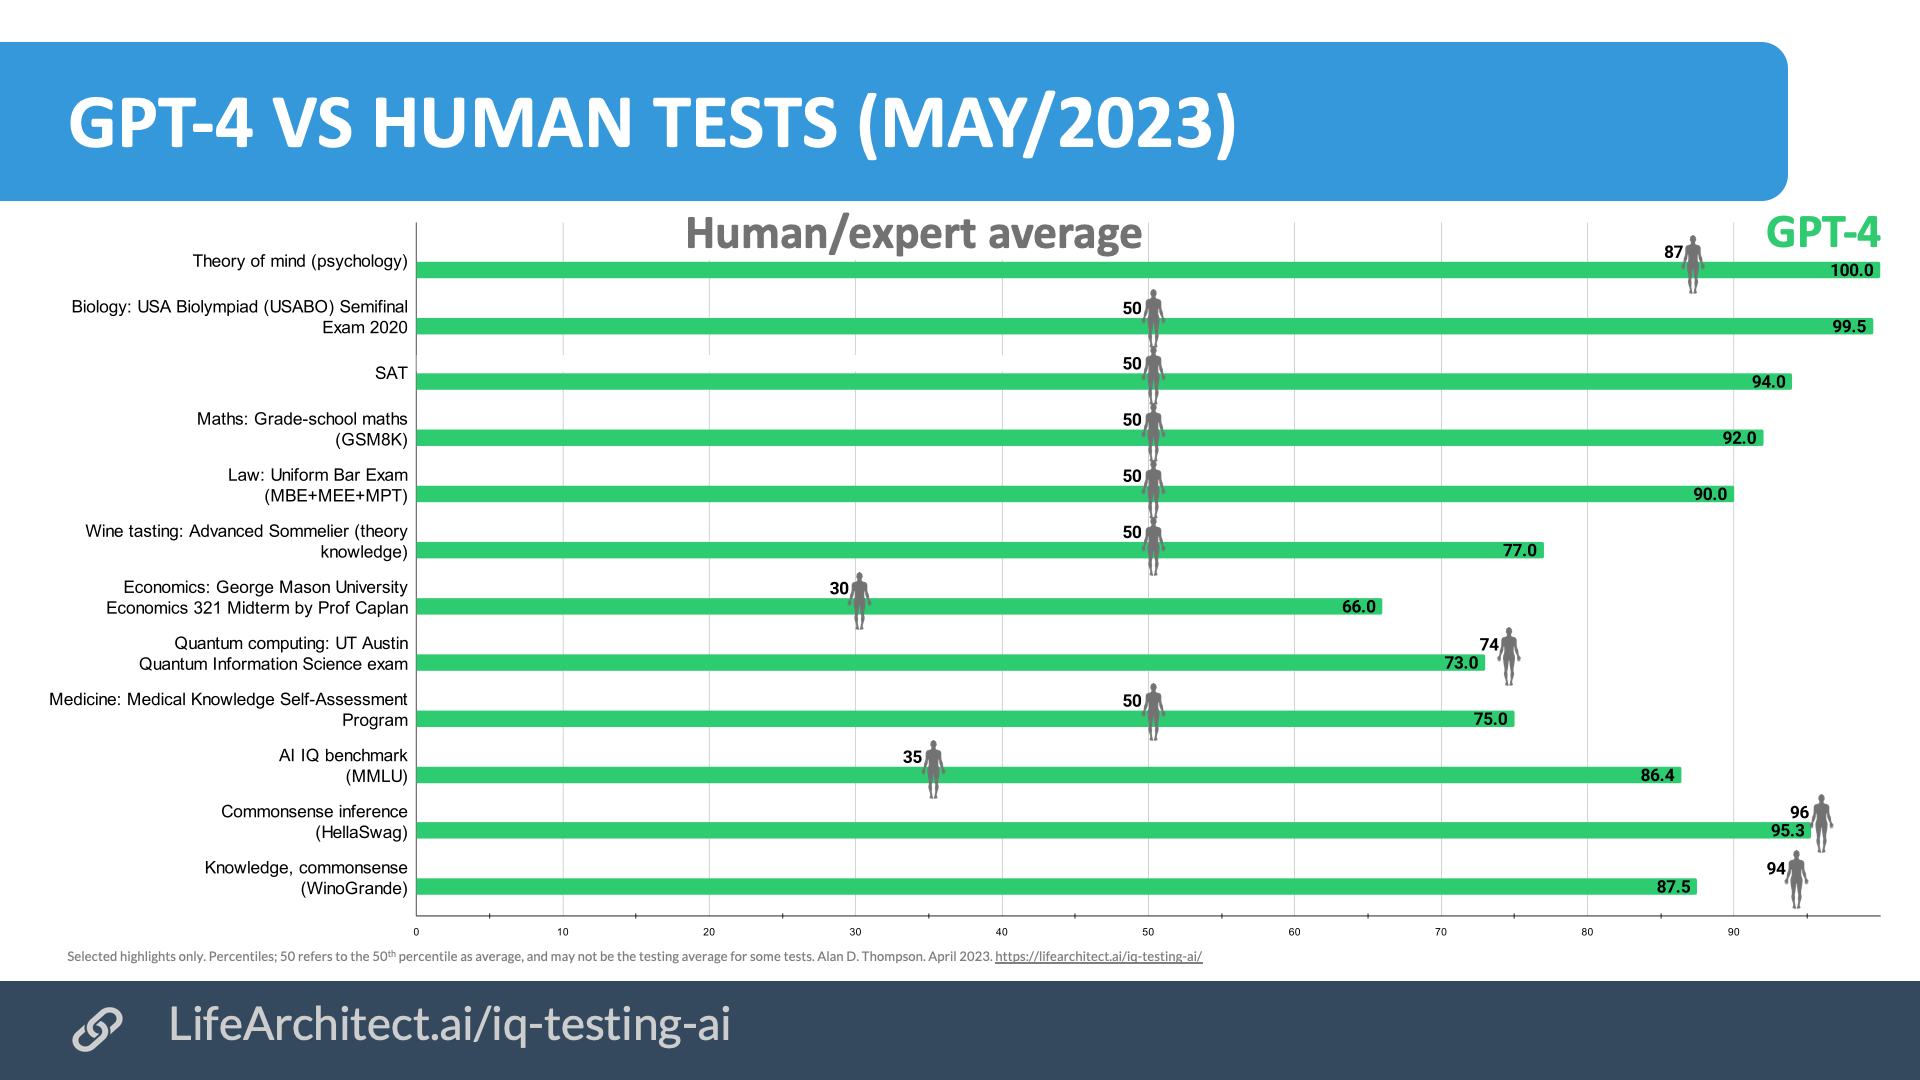 GPT-4 VS HUMAN TESTS (MAY/2023)
Human/expert average
GPT-4
Theory of mind (psychology)
87
100.0
Biology: USA Biolympiad (USABO) Semifinal
Exam 2020
50
99.5
SAT
50
94.0
Maths: Grade-school maths
(GSM8K)
50
92.0
Law: Uniform Bar Exam
(MBE+MEE+MPT)
50
90.0
Wine tasting: Advanced Sommelier (theory
knowledge)
50
77.0
Economics: George Mason University
Economics 321 Midterm by Prof Caplan
30
66.0
Quantum computing: UT Austin
Quantum Information Science exam
74
73.0
Medicine: Medical Knowledge Self-Assessment
Program
50
75.0
AI IQ benchmark
(MMLU)
35
86.4
Commonsense inference
(HellaSwag)
96
95.3
Knowledge, commonsense
(WinoGrande)
94
87.5
0 10 20 30 40 50 60 70 80 90
Selected highlights only. Percentiles; 50 refers to the 50th percentile as average, and may not be the testing average for some tests. Alan D. Thompson. April 2023. https://lifearchitect.ai/iq-testing-ai/
LifeArchitect.ai/iq-testing-ai